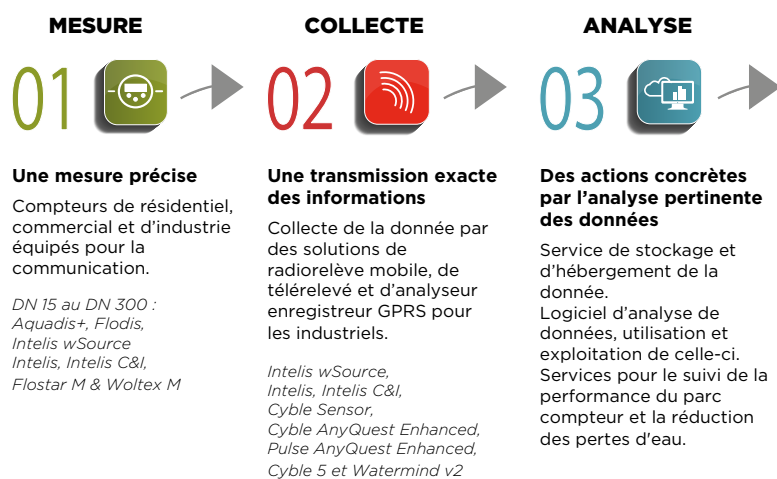 MESURE
01
Une mesure précise
Compteurs de résidentiel,
commercial et d'industrie
équipés pour la
communication.
DN 15 au DN 300 :
Aquadis+, Flodis,
Intelis wSource
Intelis, Intelis C&I,
Flostar M & Woltex M
COLLECTE
02
Une transmission exacte
des informations
Collecte de la donnée par
des solutions de
radiorelève mobile, de
télérelevé et d'analyseur
enregistreur GPRS pour
les industriels.
Intelis wSource,
Intelis, Intelis C&I,
Cyble Sensor,
Cyble AnyQuest Enhanced,
Pulse AnyQuest Enhanced,
Cyble 5 et Watermind v2
ANALYSE
03
Des actions concrètes
par l'analyse pertinente
des données
Service de stockage et
d'hébergement de la
donnée.
Logiciel d'analyse de
données, utilisation et
exploitation de celle-ci.
Services pour le suivi de la
performance du parc
compteur et la réduction
des pertes d'eau.